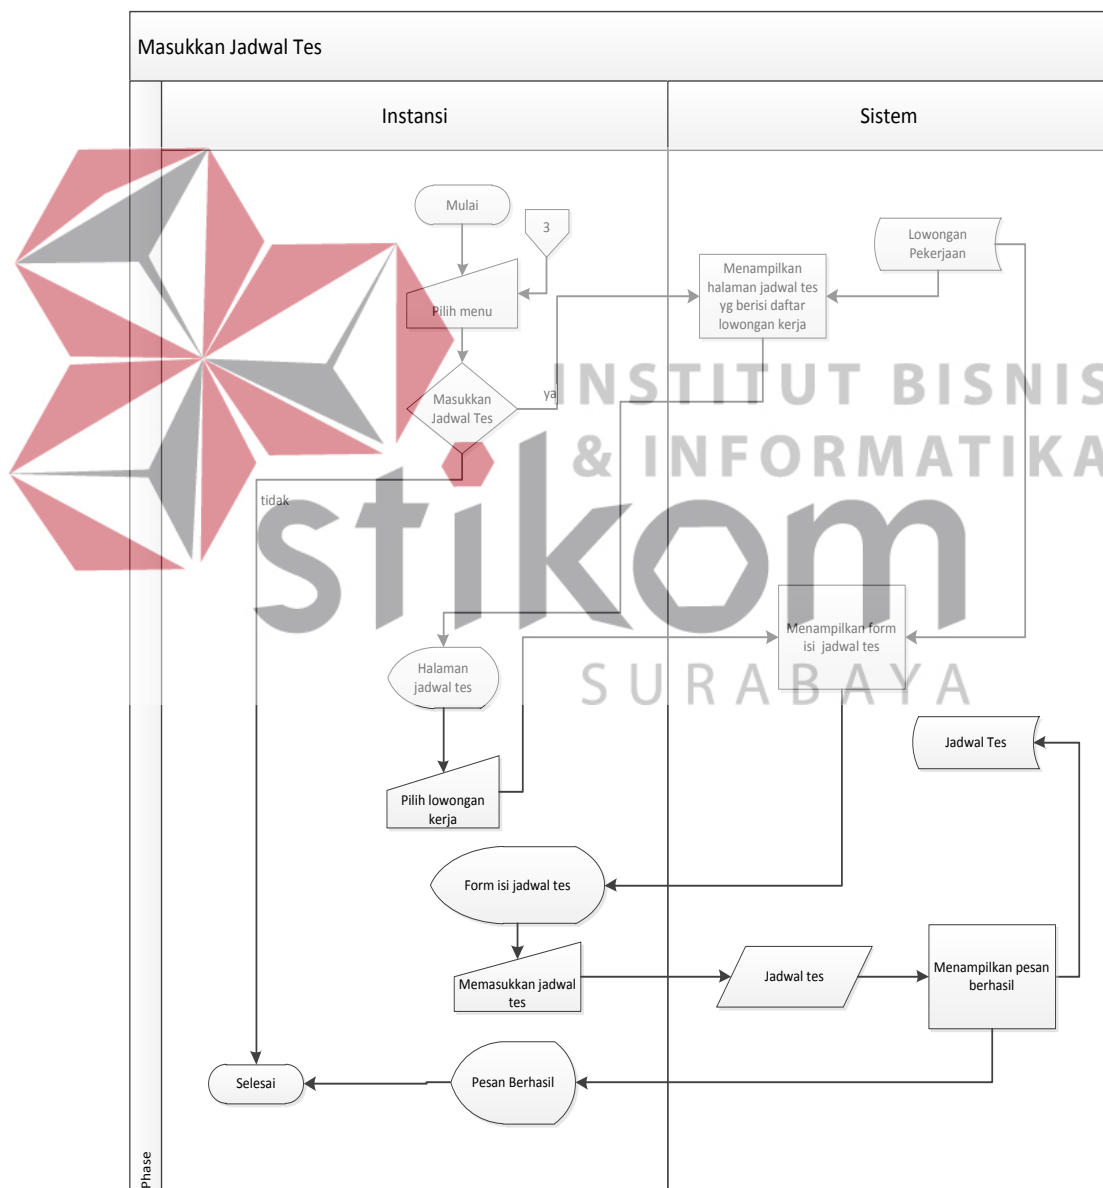 Masukkan Jadwal Tes
Instansi
Sistem
Mulai
3
Lowongan
Pekerjaan
Menampilkan
halaman jadwal tes
yg berisi daftar
lowongan kerja
Pilih menu
Masukkan
Jadwal Tes
ya
tidak
INSTITUT BISNIS
& INFORMATIKA
stikom
SURABAYA
Menampilkan form
isi jadwal tes
Halaman
jadwal tes
Jadwal Tes
Pilih lowongan
kerja
Form isi jadwal tes
Memasukkan jadwal
tes
Jadwal tes
Menampilkan pesan
berhasil
Selesai
Pesan Berhasil
Phase